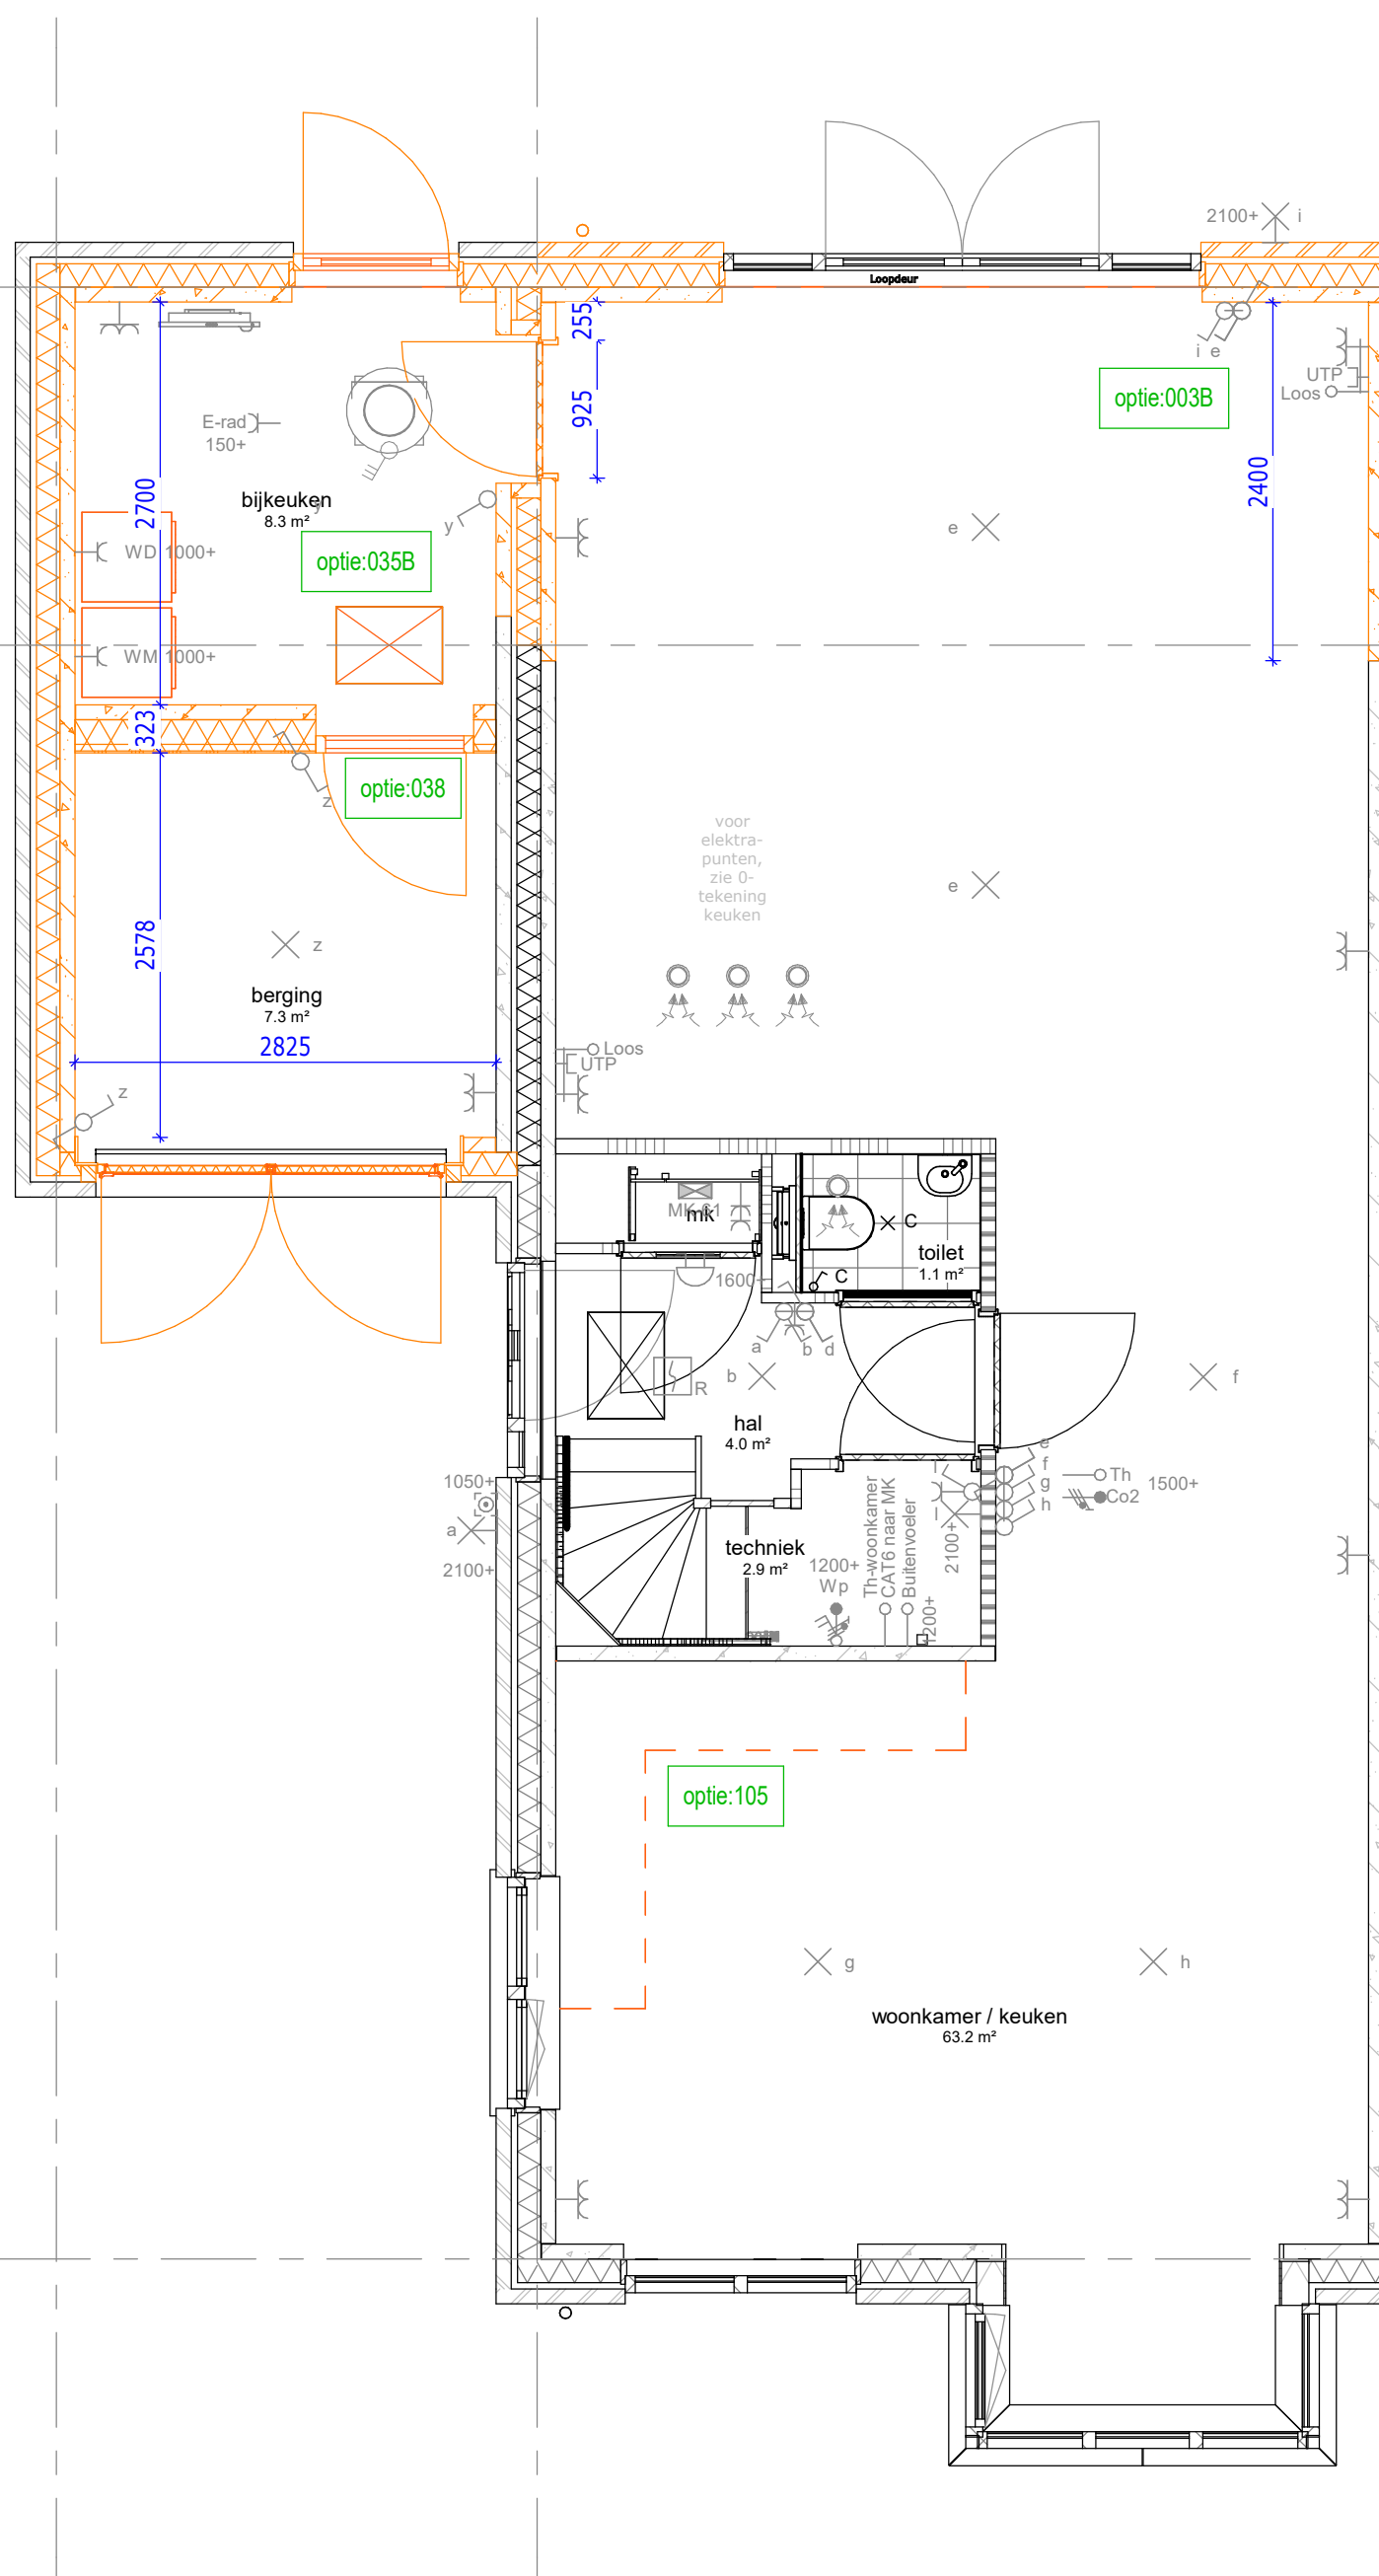 2100+ i
Loopdeur
255
i e
UTP
Loos
optie:003B
925
E-rad
150+
2400
2700
bijkeuken
8.3 m²
y
y
e
WD 1000+
optie:035B
WM 1000+
323
z
optie:038
voor
elektra-
punten,
zie 0-
tekening
keuken
e
2578
z
berging
7.3 m²
2825
Loos
UTP
z
MK-61
mk
C
toilet
1.1 m²
C
1600+
a b d
b
f
R
hal
4.0 m²
e
f
g
h
Th
1500+
Co2
1050+
a
2100+
techniek
2.9 m²
1200+
Wp
Th-woonkamer
CAT6 naar MK
Buitenvoeler
1200+
2100+
optie:105
g
h
woonkamer / keuken
63.2 m²